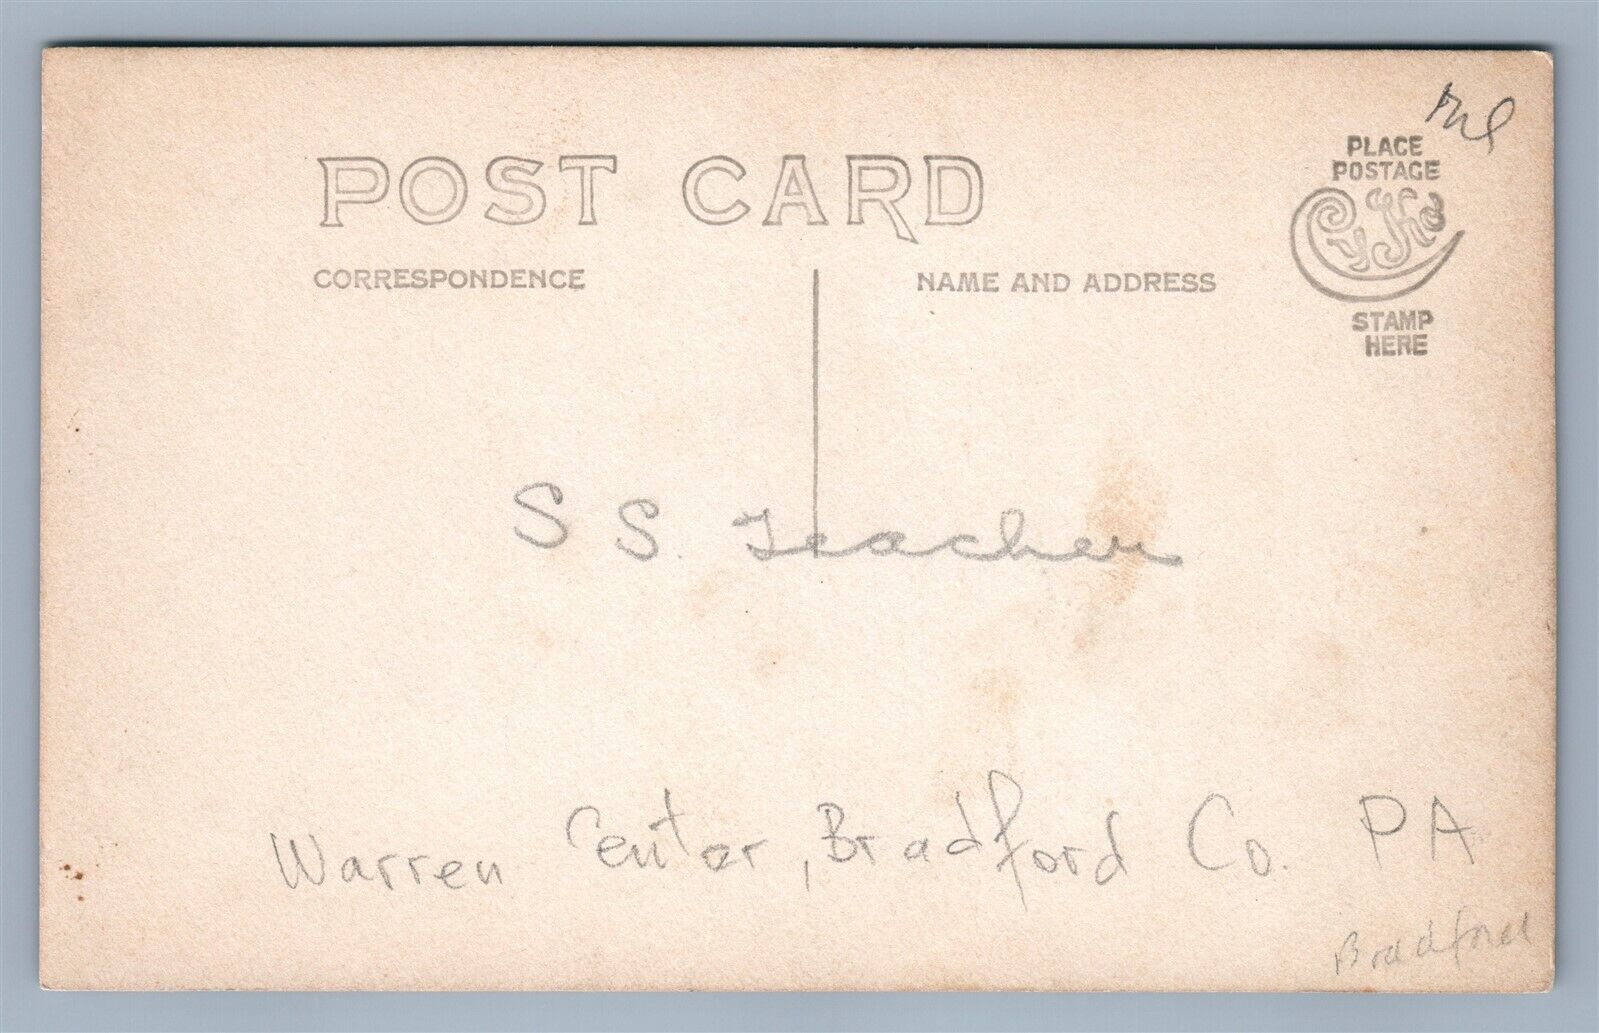 POST CARD
PLACE
POSTAGE
CYKO
STAMP
HERE
CORRESPONDENCE
NAME AND ADDRESS
S S. Teacher
Warren Center, Bradford Co. PA
Bradford